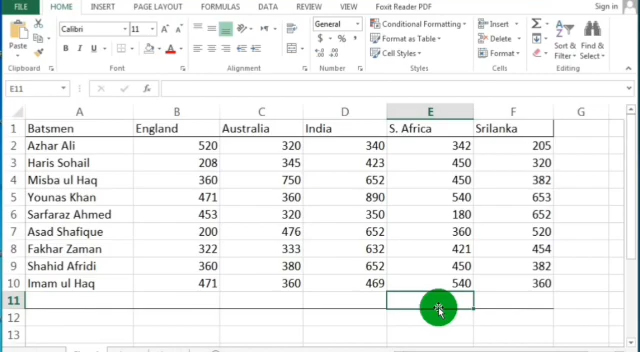 FILE HOME INSERT PAGE LAYOUT FORMULAS DATA REVIEW VIEW Foxit Reader PDF Sign in
Calibri 11 General Conditional Formatting Insert
Paste B I U $ % , Format as Table Delete Sort & Filter Find & Select
Cell Styles Format
Clipboard Font Alignment Number Styles Cells Editing
E11 fx
A B C D E F G
1 Batsmen England Australia India S. Africa Srilanka
2 Azhar Ali 520 320 340 342 205
3 Haris Sohail 208 345 423 450 320
4 Misba ul Haq 360 750 652 450 382
5 Younas Khan 471 360 890 540 653
6 Sarfaraz Ahmed 453 320 350 180 652
7 Asad Shafique 200 476 652 360 520
8 Fakhar Zaman 322 333 632 421 454
9 Shahid Afridi 360 380 652 450 382
10 Imam ul Haq 471 360 469 540 360
11
12
13